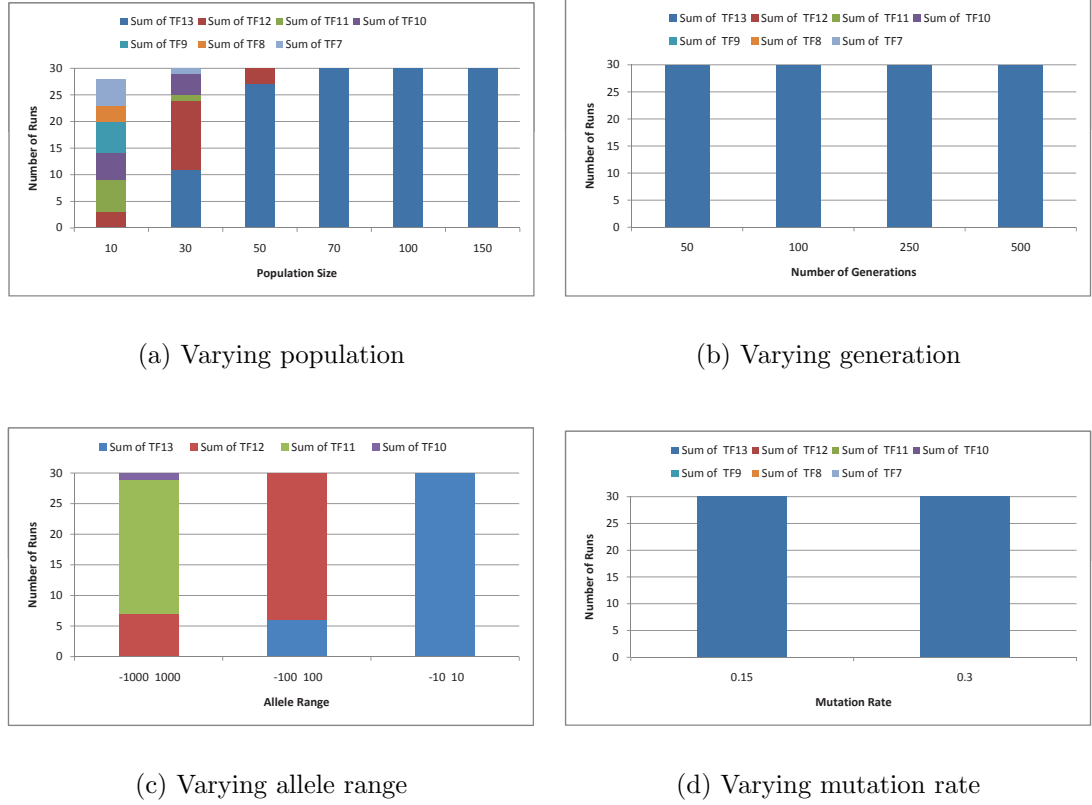 Sum of TF13 Sum of TF12 Sum of TF11 Sum of TF10
Sum of TF9 Sum of TF8 Sum of TF7
30
25
20
15
10
5
0
Number of Runs
10 30 50 70 100 150
Population Size
(a) Varying population
Sum of TF13 Sum of TF12 Sum of TF11 Sum of TF10
Sum of TF9 Sum of TF8 Sum of TF7
30
25
20
15
10
5
0
Number of Runs
50 100 250 500
Number of Generations
(b) Varying generation
Sum of TF13 Sum of TF12 Sum of TF11 Sum of TF10
30
25
20
15
10
5
0
Number of Runs
-1000 1000 -100 100 -10 10
Allele Range
(c) Varying allele range
Sum of TF13 Sum of TF12 Sum of TF11 Sum of TF10
Sum of TF9 Sum of TF8 Sum of TF7
30
25
20
15
10
5
0
Number of Runs
0.15 0.3
Mutation Rate
(d) Varying mutation rate